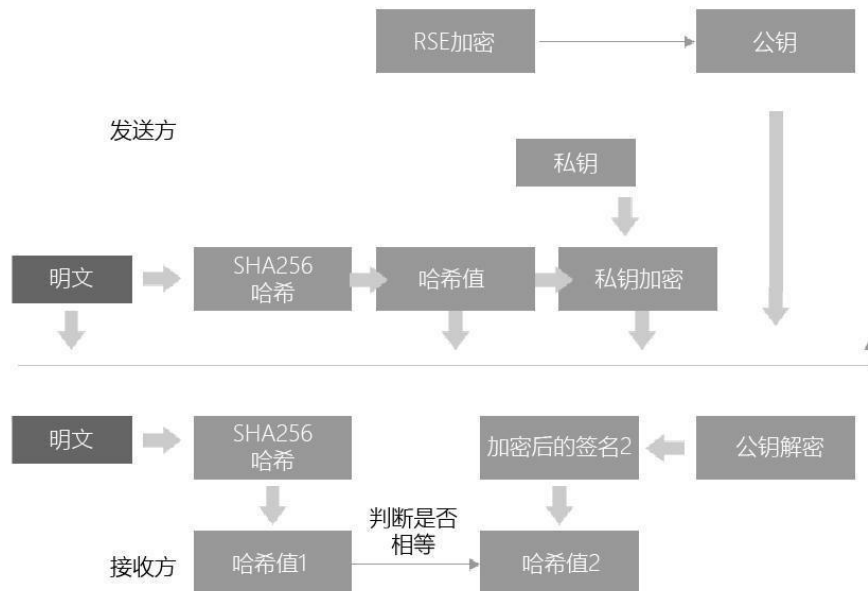 RSE加密
公钥
发送方
私钥
明文
SHA256
哈希
哈希值
私钥加密
明文
SHA256
哈希
加密后的签名2
公钥解密
判断是否
相等
接收方
哈希值1
哈希值2